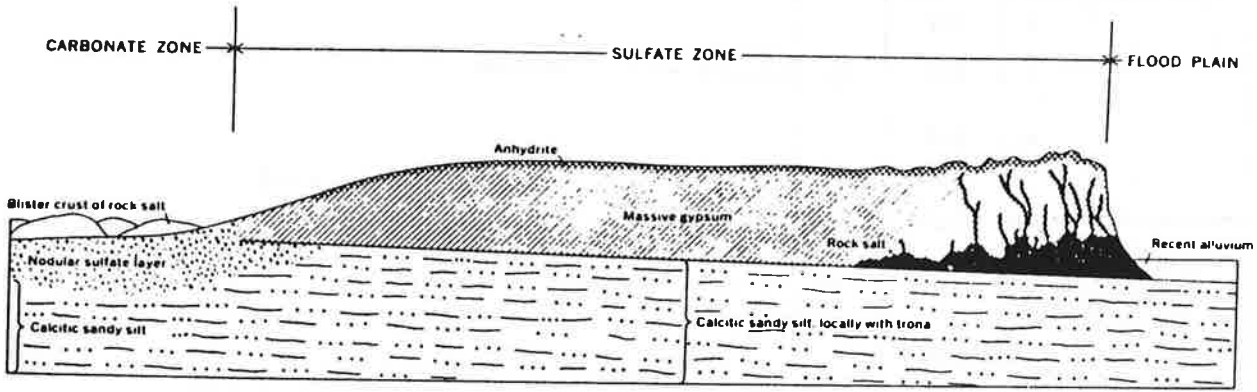 CARBONATE ZONE
SULFATE ZONE
FLOOD PLAIN
Anhydrite
Blister crust of rock salt
Massive gypsum
Rock salt
Recent alluvium
Nodular sulfate layer
Calcitic sandy silt
Calcitic sandy silt, locally with trona